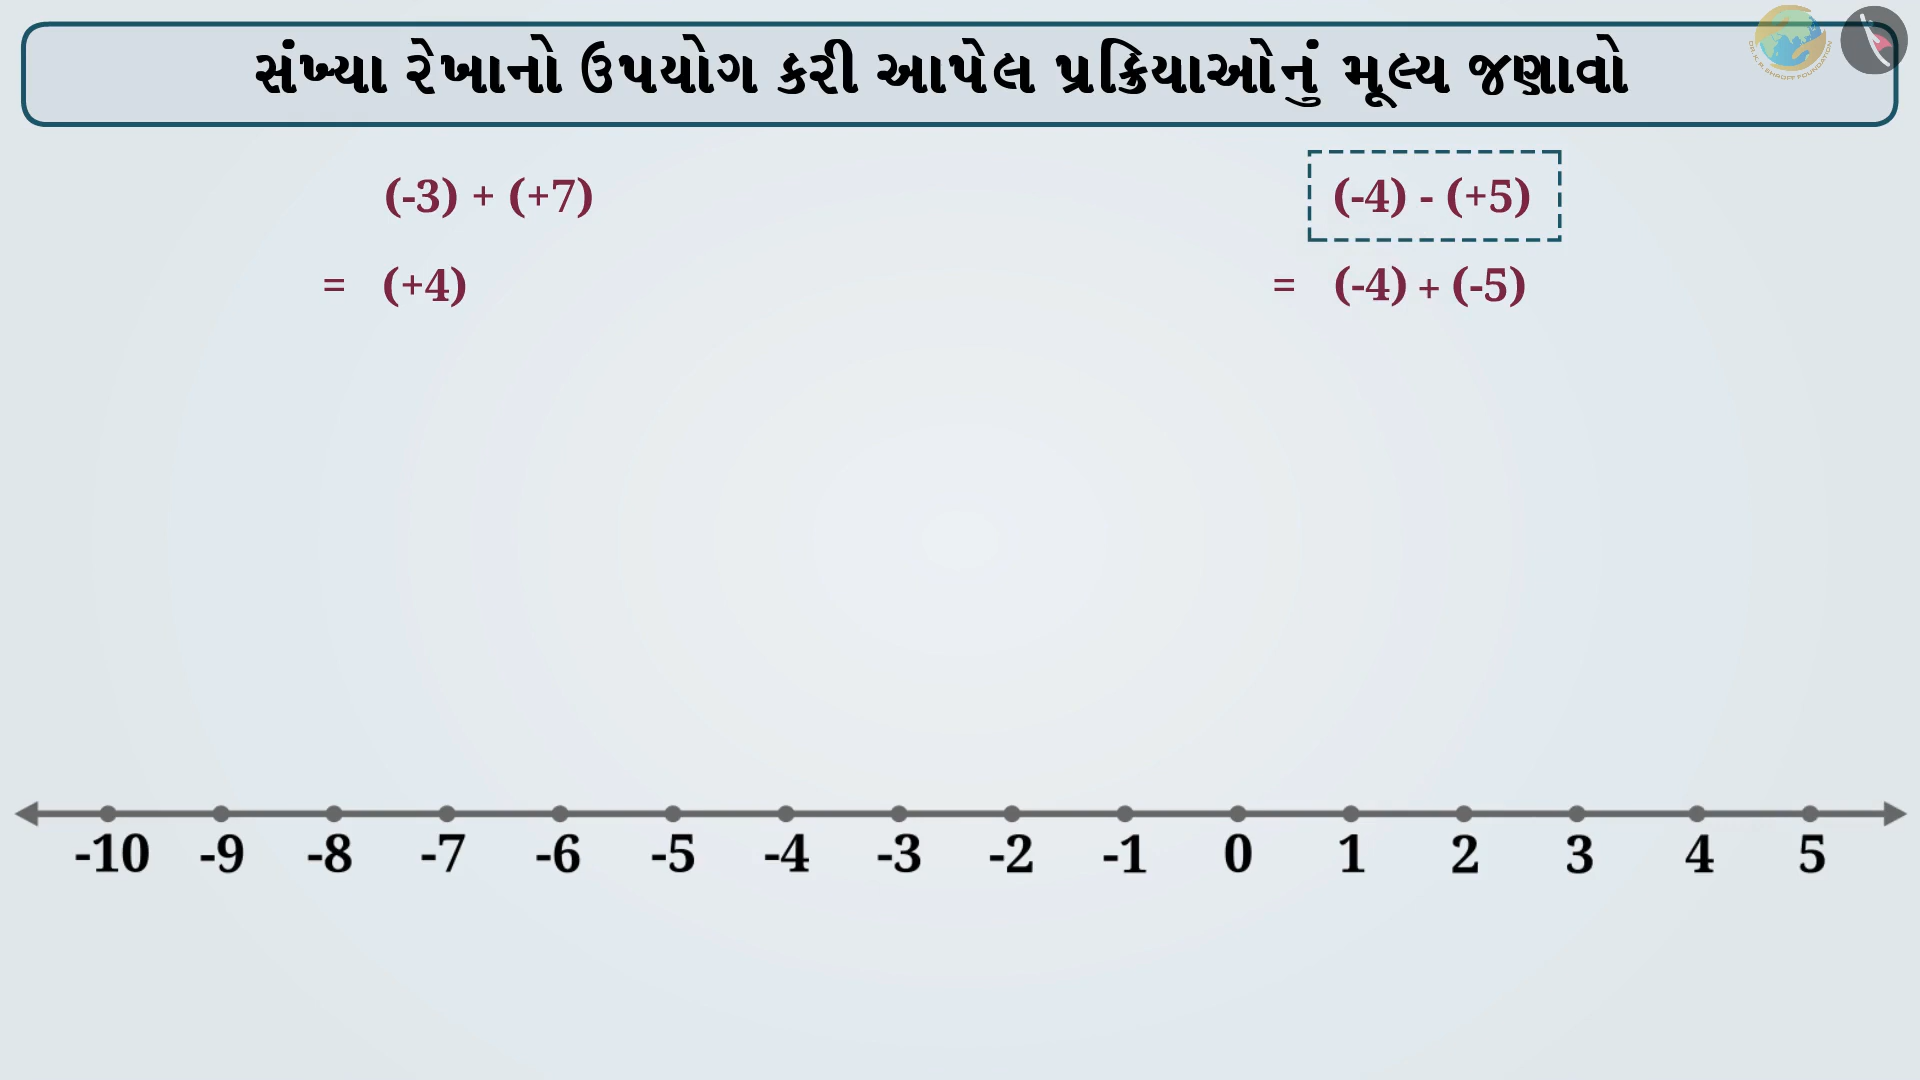 સંખ્યા રેખાનો ઉપયોગ કરી આપેલ પ્રક્રિયાઓનું મૂલ્ય જણાવો
(-3) + (+7)
= (+4)
(-4) - (+5)
= (-4) + (-5)
-10 -9 -8 -7 -6 -5 -4 -3 -2 -1 0 1 2 3 4 5